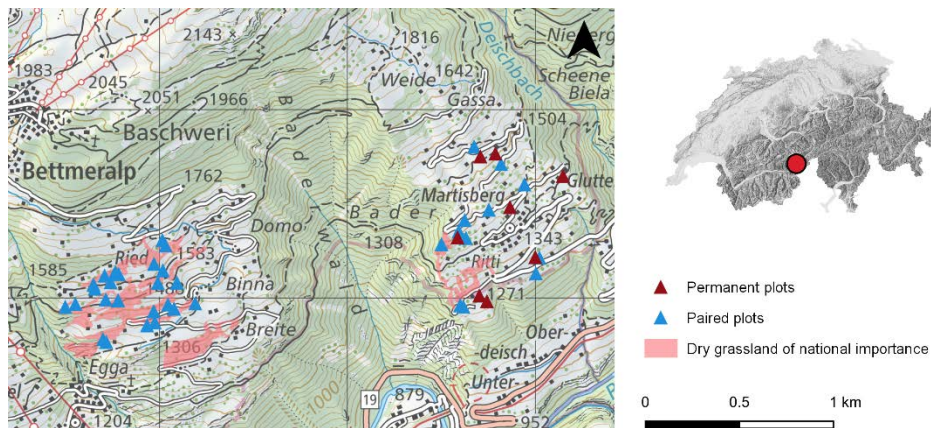 2143
1816
Deischbach
1983
2045
Weide
1642
Scheene
Biela
2051
1966
Gassa
Baschweri
1504
Bettmeralp
1762
Martisberg
Glutte
Bader
Domo
1308
1343
Ried
1583
1585
Ritti
Binna
1271
Breite
Ober-
deisch
1306
Egga
Unter-
1000
19
879
1204
952
Badewald
Permanent plots
Paired plots
Dry grassland of national importance
0 0.5 1 km